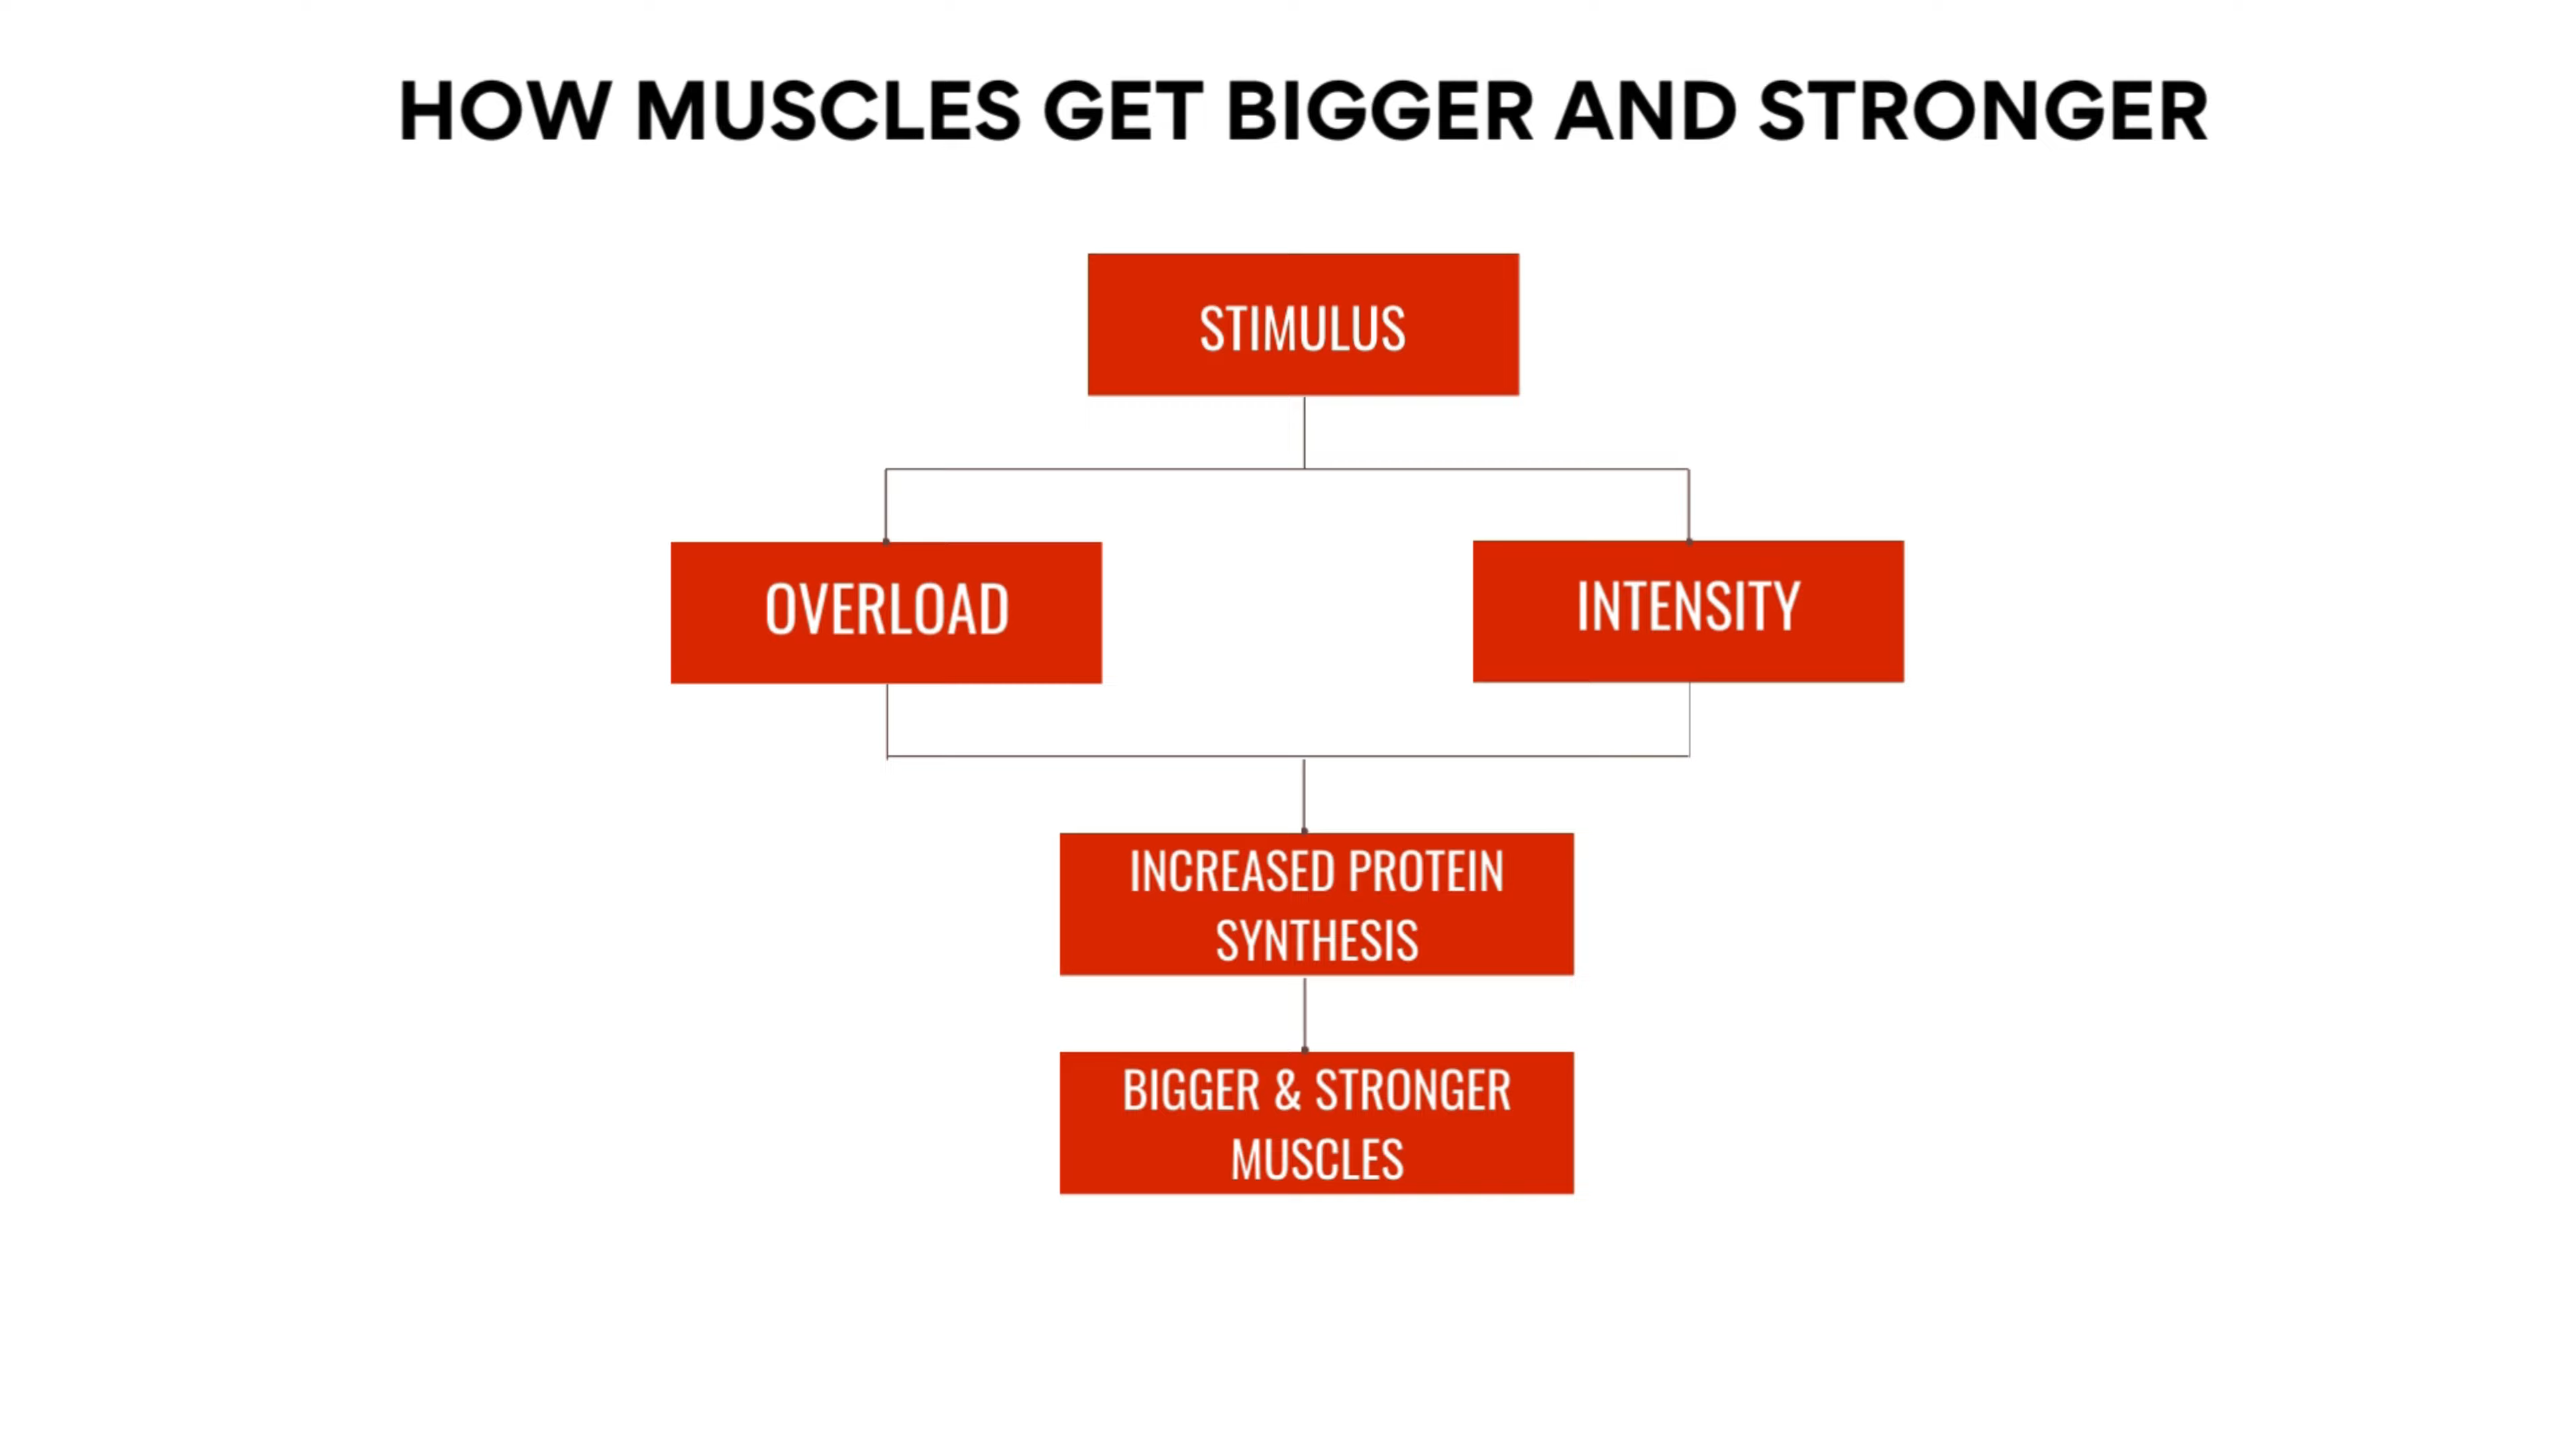 HOW MUSCLES GET BIGGER AND STRONGER
STIMULUS
OVERLOAD
INTENSITY
INCREASED PROTEIN
SYNTHESIS
BIGGER & STRONGER
MUSCLES